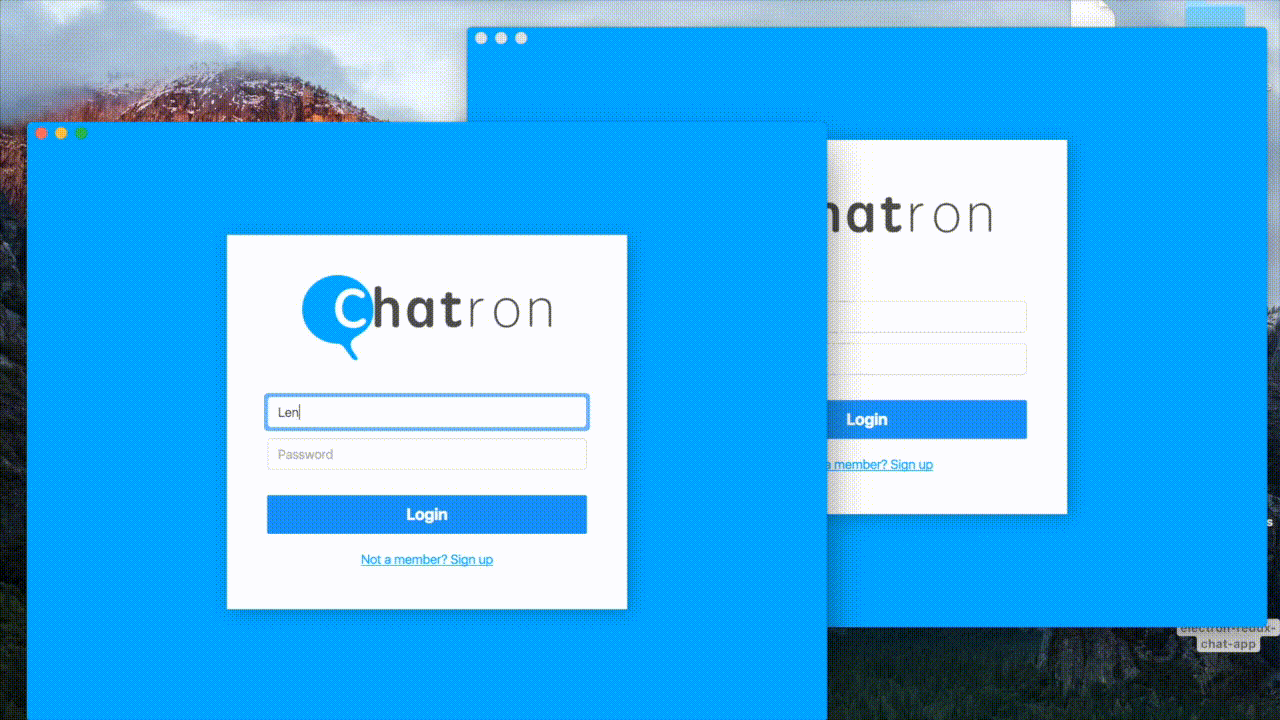 Chatron
Len
Password
Login
Not a member? Sign up
hatron
Login
a member? Sign up
s
electron-redux-
chat-app